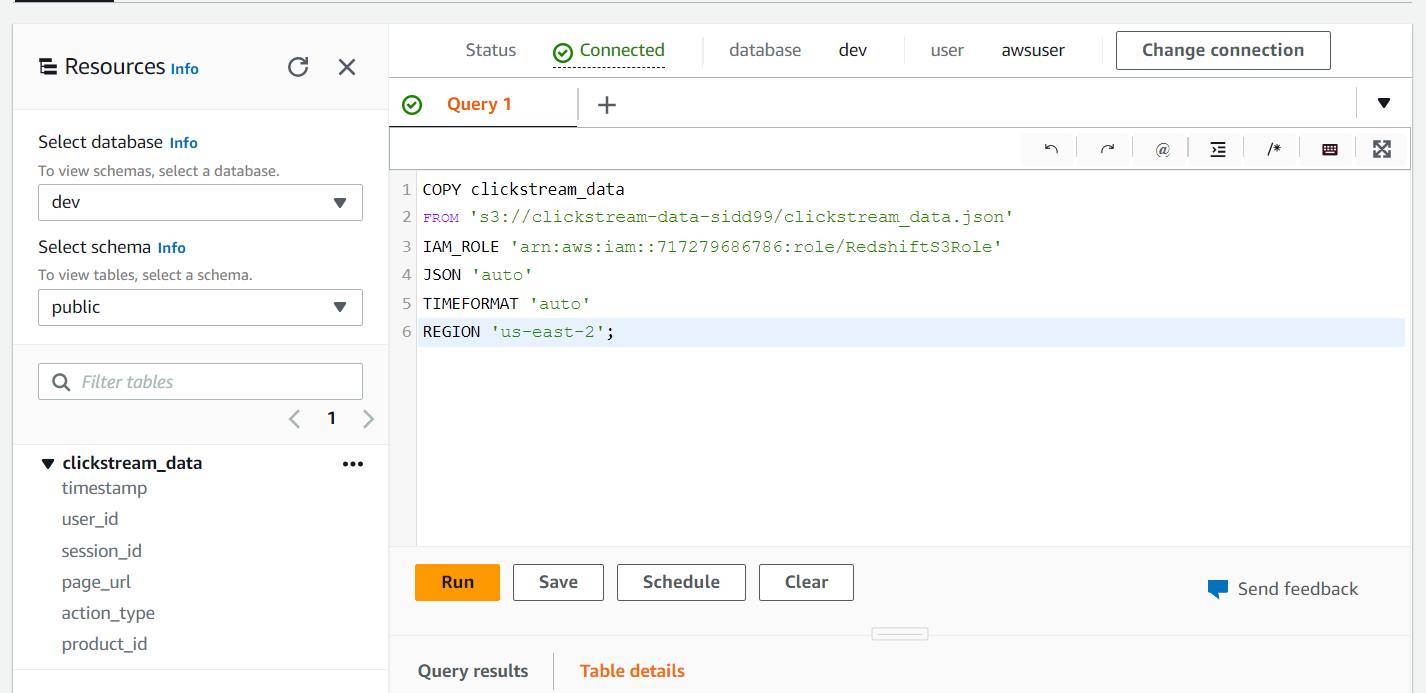 Resources Info
Select database Info
To view schemas, select a database.
dev
Select schema Info
To view tables, select a schema.
public
Filter tables
1
clickstream_data
timestamp
user_id
session_id
page_url
action_type
product_id
Status Connected database dev user awsuser Change connection
Query 1
@ /*
1 COPY clickstream_data
2 FROM 's3://clickstream-data-sidd99/clickstream_data.json'
3 IAM_ROLE 'arn:aws:iam::717279686786:role/RedshiftS3Role'
4 JSON 'auto'
5 TIMEFORMAT 'auto'
6 REGION 'us-east-2';
Run Save Schedule Clear
Send feedback
Query results Table details